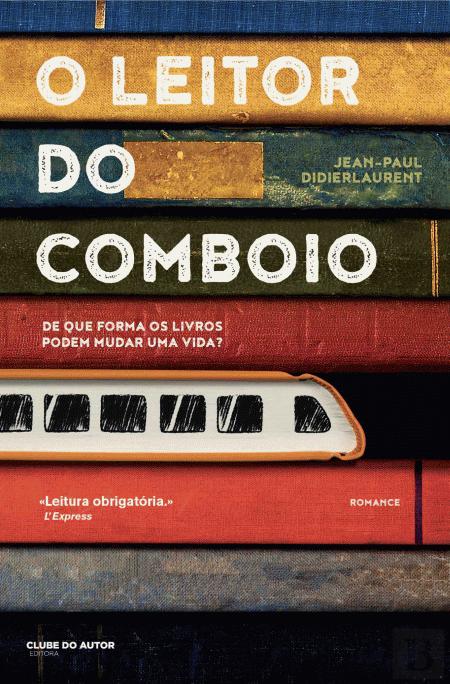 O LEITOR
DO
JEAN-PAUL
DIDIERLAURENT
COMBOIO
DE QUE FORMA OS LIVROS
PODEM MUDAR UMA VIDA?
«Leitura obrigatória.»
L'Express
ROMANCE
CLUBE DO AUTOR
EDITORA
B